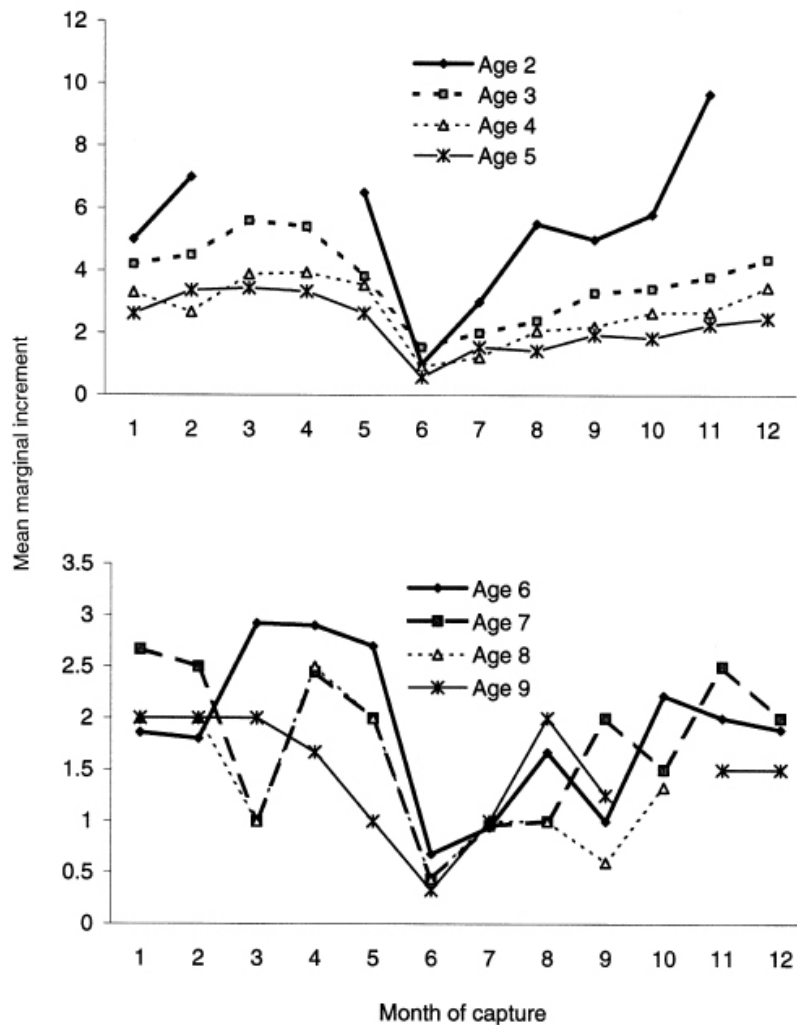 Mean marginal increment
12
10
8
6
4
2
0
Age 2
Age 3
Age 4
Age 5
1 2 3 4 5 6 7 8 9 10 11 12
3.5
3
2.5
2
1.5
1
0.5
0
Age 6
Age 7
Age 8
Age 9
1 2 3 4 5 6 7 8 9 10 11 12
Month of capture